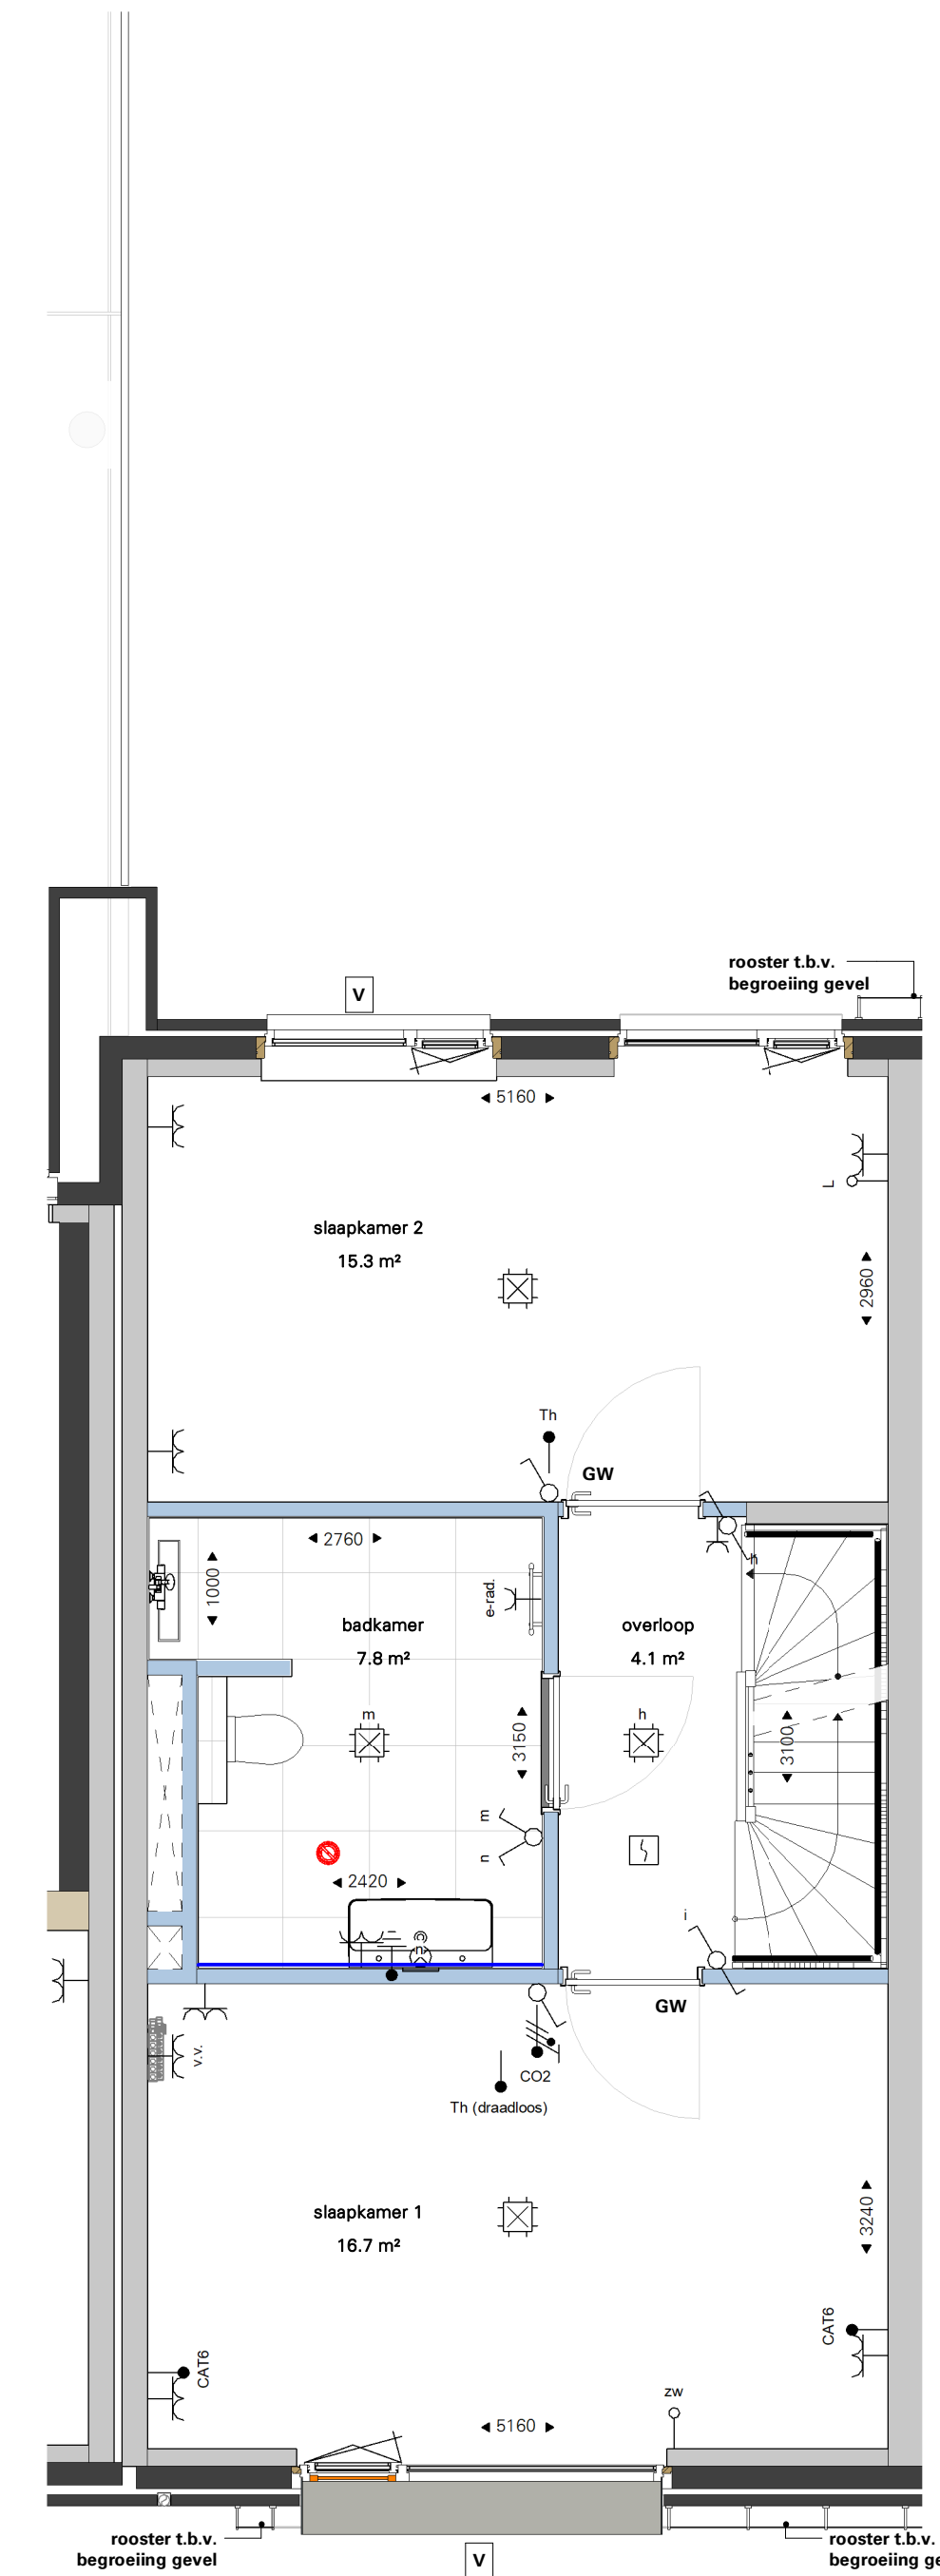 rooster t.b.v.
begroeiing gevel
V
5160
L
slaapkamer 2
15.3 m²
2960
Th
GW
2760
h
1000
e-rad.
badkamer
7.8 m²
overloop
4.1 m²
m
h
3150
3100
m
n
2420
n
i
GW
v.v.
CO2
Th (draadloos)
slaapkamer 1
16.7 m²
3240
CAT6
CAT6
zw
5160
rooster t.b.v.
begroeiing gevel
V
rooster t.b.v.
begroeiing ge